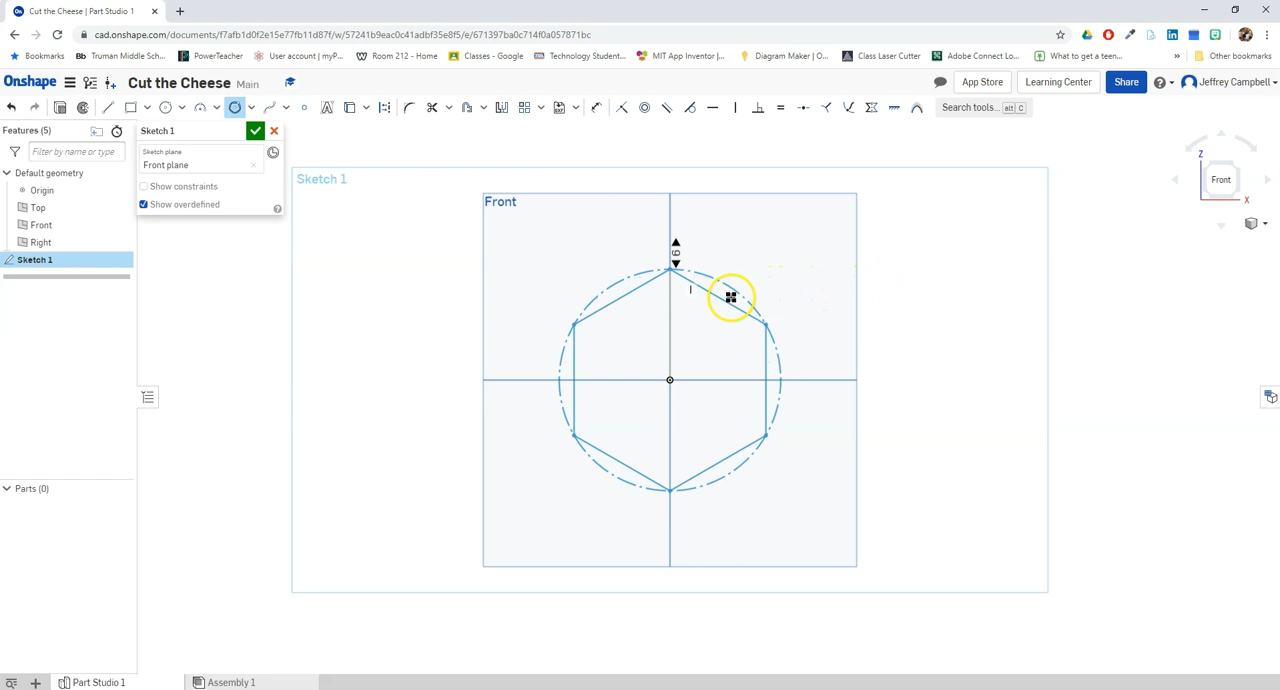 Cut the Cheese | Part Studio 1
cad.onshape.com/documents/f7afb1d0f2e15e77fb11d87f/w/57241b9eac0c41adbf35e8f5/e/671397ba0c714f0a057871bc
Bookmarks
Truman Middle Sch...
PowerTeacher
User account | myP...
Room 212 - Home
Classes - Google
Technology Student...
MIT App Inventor |...
Diagram Maker | O...
Class Laser Cutter
Adobe Connect Lo...
What to get a teen...
»
Other bookmarks
Onshape
Cut the Cheese Main
App Store
Learning Center
Share
Jeffrey Campbell
Search tools... alt C
Features (5)
Filter by name or type
Default geometry
Origin
Top
Front
Right
Sketch 1
Parts (0)
Sketch 1
Sketch plane
Front plane
Show constraints
Show overdefined
Sketch 1
Front
6
Z
Front
X
Part Studio 1
Assembly 1